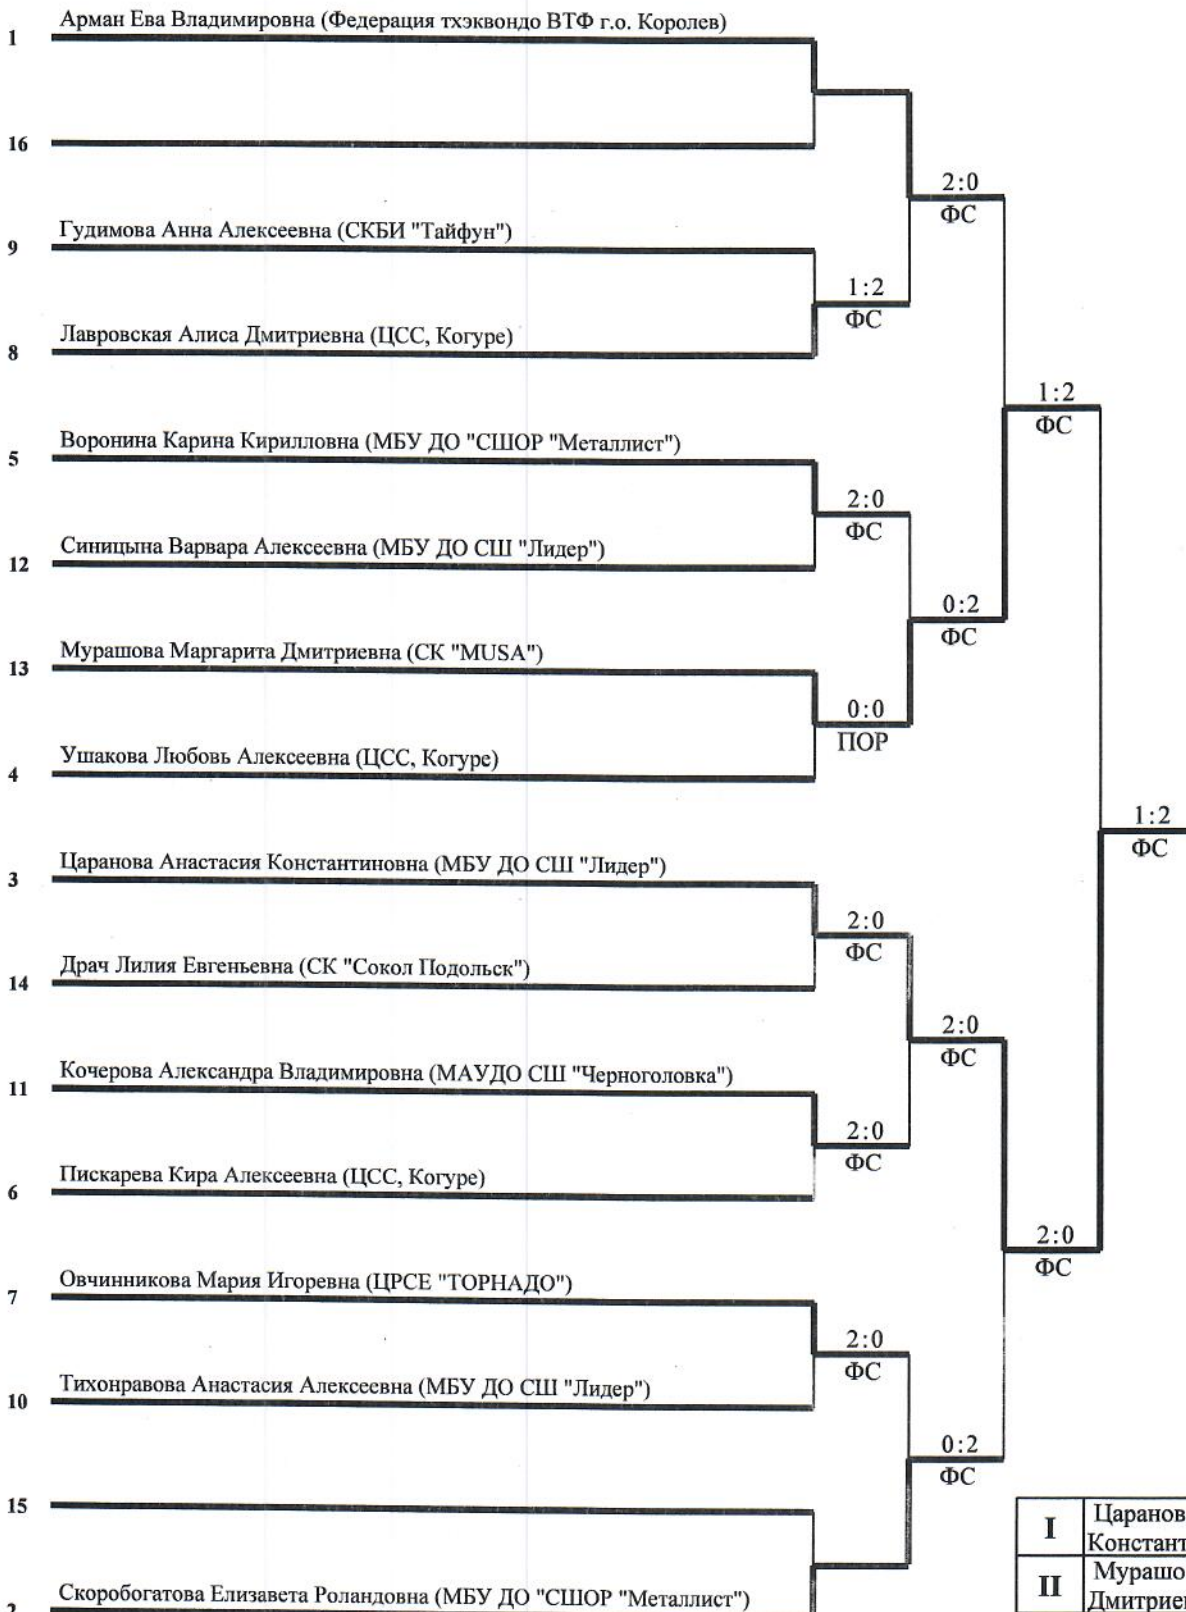 Арман Ева Владимировна (Федерация тхэквондо ВТФ г.о. Королев)
1
16
2:0
ФС
Гудимова Анна Алексеевна (СКБИ "Тайфун")
9
1:2
ФС
Лавровская Алиса Дмитриевна (ЦСС, Когуре)
8
1:2
ФС
Воронина Карина Кирилловна (МБУ ДО "СШОР "Металлист")
5
2:0
ФС
Синицына Варвара Алексеевна (МБУ ДО СШ "Лидер")
12
0:2
ФС
Мурашова Маргарита Дмитриевна (СК "MUSA")
13
0:0
ПОР
Ушакова Любовь Алексеевна (ЦСС, Когуре)
4
1:2
ФС
Царанова Анастасия Константиновна (МБУ ДО СШ "Лидер")
3
2:0
ФС
Драч Лилия Евгеньевна (СК "Сокол Подольск")
14
2:0
ФС
Кочерова Александра Владимировна (МАУДО СШ "Черноголовка")
11
2:0
ФС
Пискарева Кира Алексеевна (ЦСС, Когуре)
6
2:0
ФС
Овчинникова Мария Игоревна (ЦРСЕ "ТОРНАДО")
7
2:0
ФС
Тихонравова Анастасия Алексеевна (МБУ ДО СШ "Лидер")
10
0:2
ФС
15
I
Царанов
Констант
Скоробогатова Елизавета Роландовна (МБУ ДО "СШОР "Металлист")
2
II
Мурашо
Дмитрие